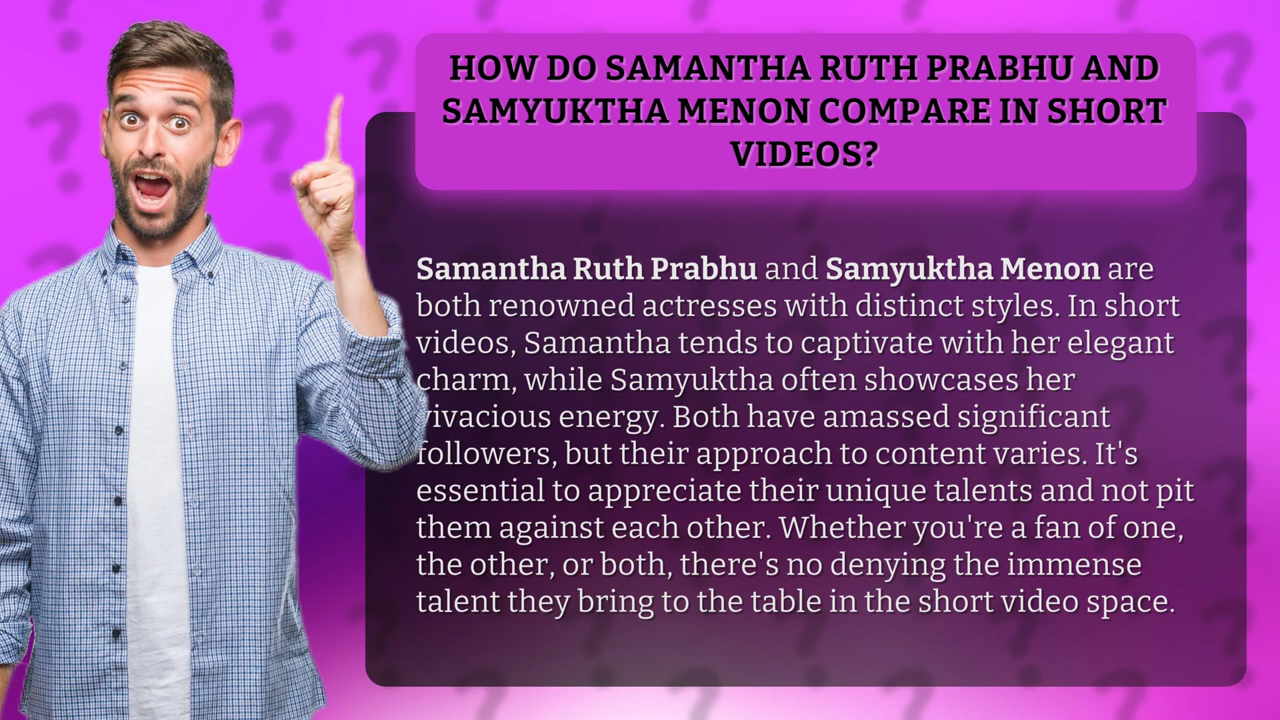 HOW DO SAMANTHA RUTH PRABHU AND
SAMYUKTHA MENON COMPARE IN SHORT
VIDEOS?
Samantha Ruth Prabhu and Samyuktha Menon are
both renowned actresses with distinct styles. In short
videos, Samantha tends to captivate with her elegant
charm, while Samyuktha often showcases her
vivacious energy. Both have amassed significant
followers, but their approach to content varies. It's
essential to appreciate their unique talents and not pit
them against each other. Whether you're a fan of one,
the other, or both, there's no denying the immense
talent they bring to the table in the short video space.